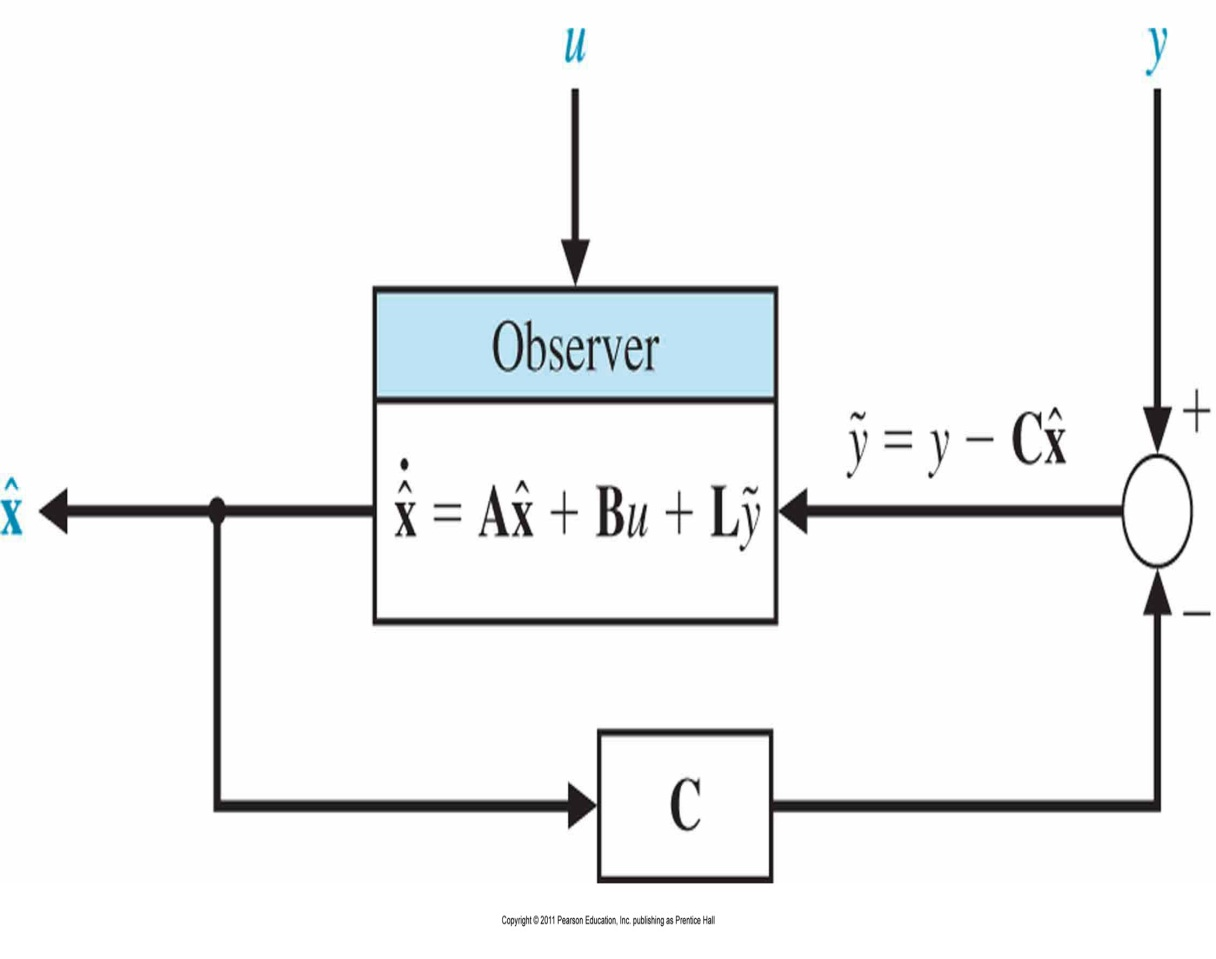 u
y
Observer
+
ỹ = y − Cx̂
x̂
x̂̇ = Ax̂ + Bu + Lỹ
−
C
Copyright © 2011 Pearson Education, Inc. publishing as Prentice Hall